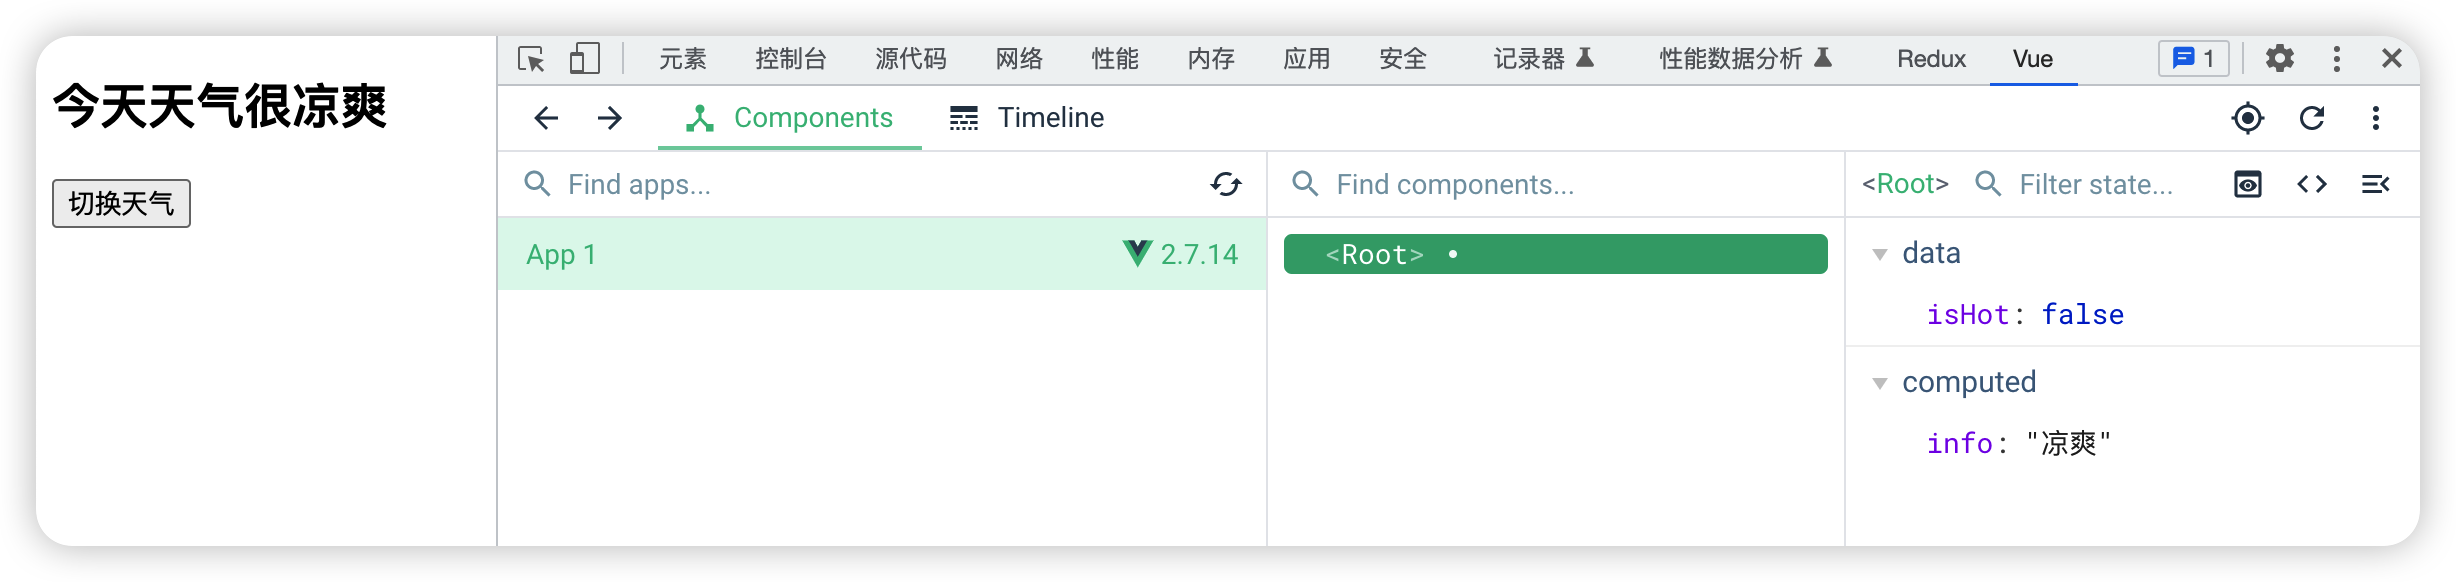 今天天气很凉爽
切换天气
元素 控制台 源代码 网络 性能 内存 应用 安全 记录器 性能数据分析 Redux Vue 1
Components Timeline
Find apps...
App 1 2.7.14
Find components...
<Root>
<Root> Filter state...
data
isHot: false
computed
info: "凉爽"